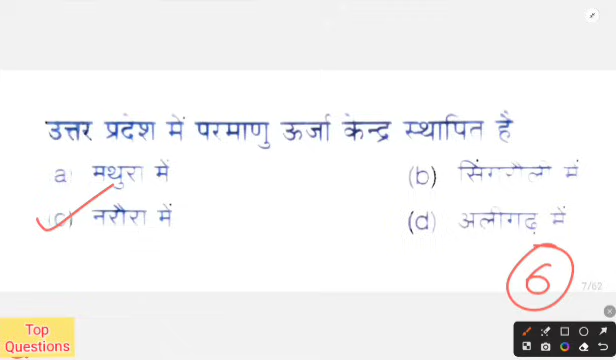 उत्तर प्रदेश में परमाणु ऊर्जा केन्द्र स्थापित है
a) मथुरा में
(b) सिंगरौली में
(c) नरौरा में
(d) अलीगढ़ में
6
7/62
Top
Questions